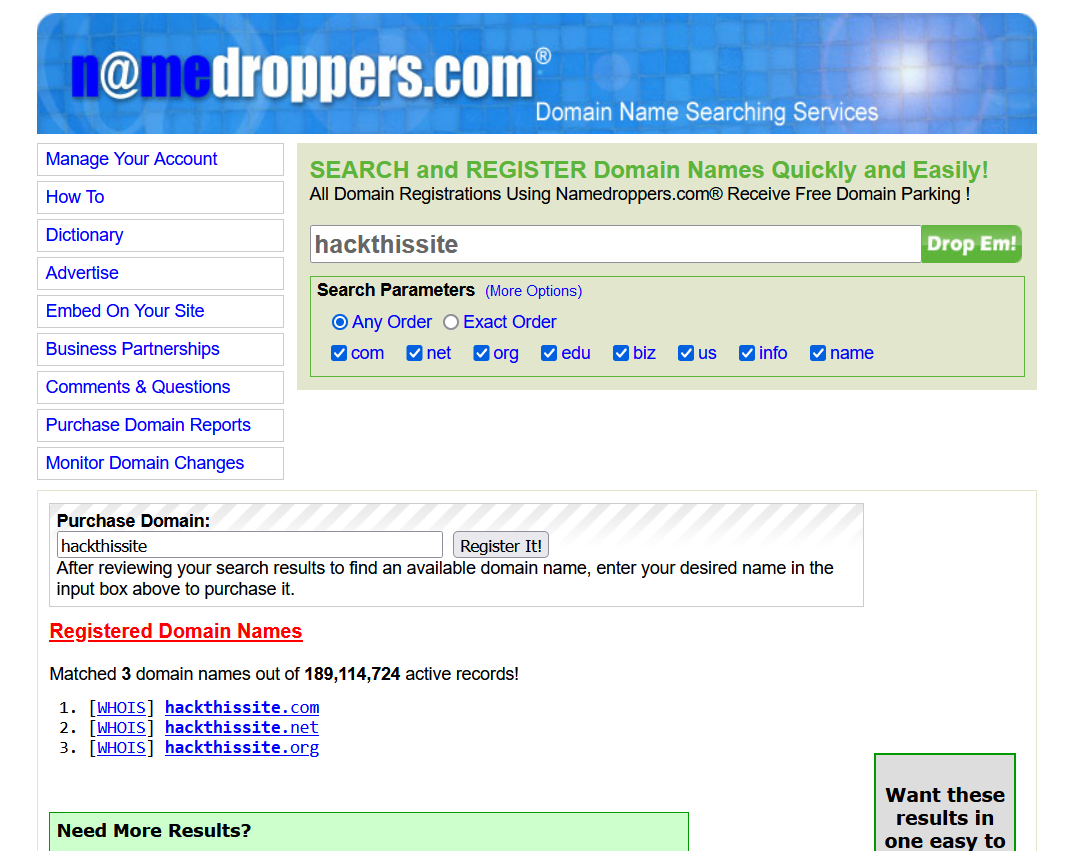 n@medroppers.com®
Domain Name Searching Services
Manage Your Account
How To
Dictionary
Advertise
Embed On Your Site
Business Partnerships
Comments & Questions
Purchase Domain Reports
Monitor Domain Changes
SEARCH and REGISTER Domain Names Quickly and Easily!
All Domain Registrations Using Namedroppers.com® Receive Free Domain Parking !
hackthissite Drop Em!
Search Parameters (More Options)
Any Order Exact Order
com net org edu biz us info name
Purchase Domain:
hackthissite Register It!
After reviewing your search results to find an available domain name, enter your desired name in the
input box above to purchase it.
Registered Domain Names
Matched 3 domain names out of 189,114,724 active records!
1. [WHOIS] hackthissite.com
2. [WHOIS] hackthissite.net
3. [WHOIS] hackthissite.org
Need More Results?
Want these
results in
one easy to